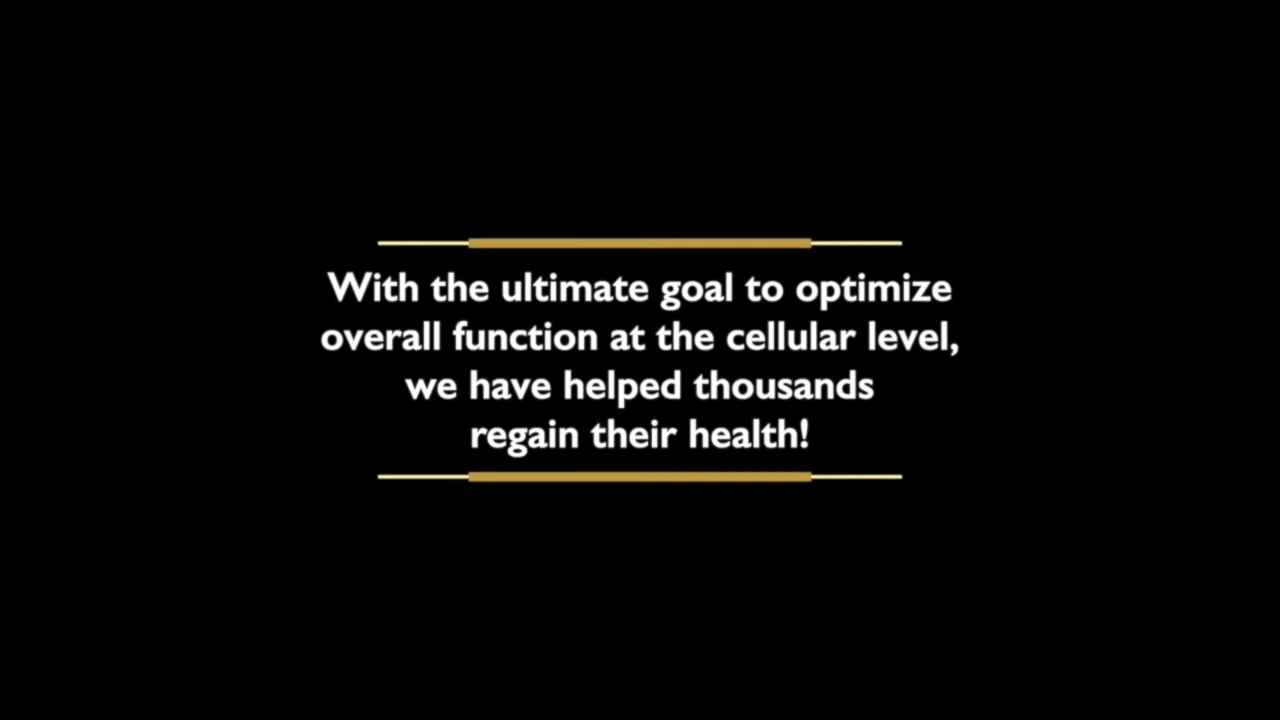 With the ultimate goal to optimize
overall function at the cellular level,
we have helped thousands
regain their health!